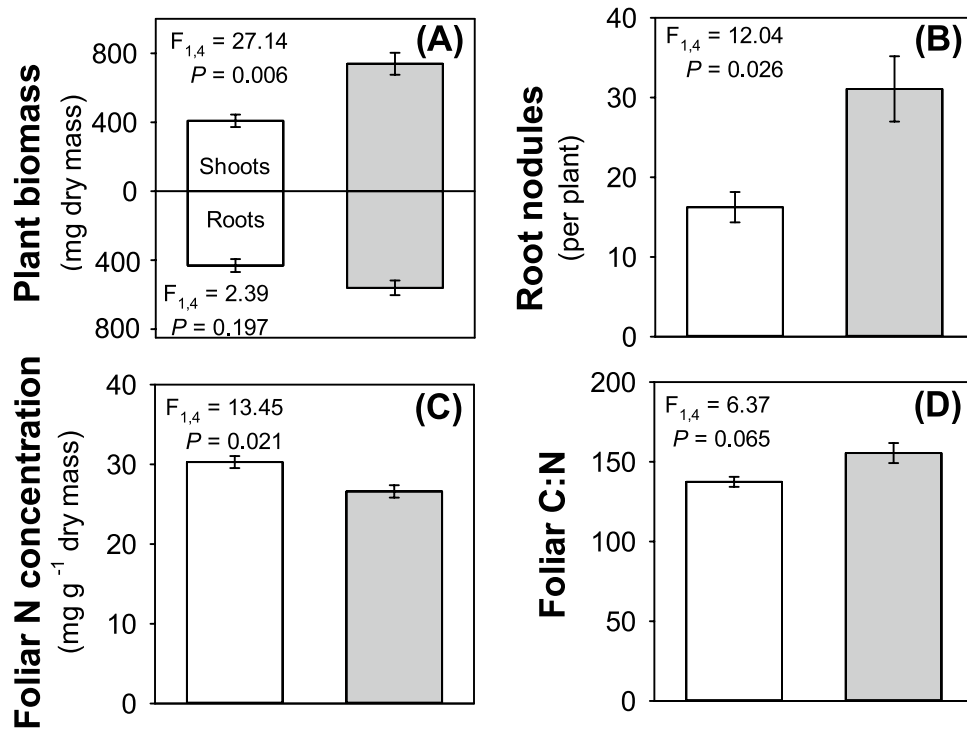 Plant biomass
(mg dry mass)
800
400
0
400
800
F1,4 = 27.14
P = 0.006
(A)
Shoots
Roots
F1,4 = 2.39
P = 0.197
Root nodules
(per plant)
40
30
20
10
0
F1,4 = 12.04
P = 0.026
(B)
Foliar N concentration
(mg g-1 dry mass)
40
30
20
10
0
F1,4 = 13.45
P = 0.021
(C)
Foliar C:N
200
150
100
50
0
F1,4 = 6.37
P = 0.065
(D)